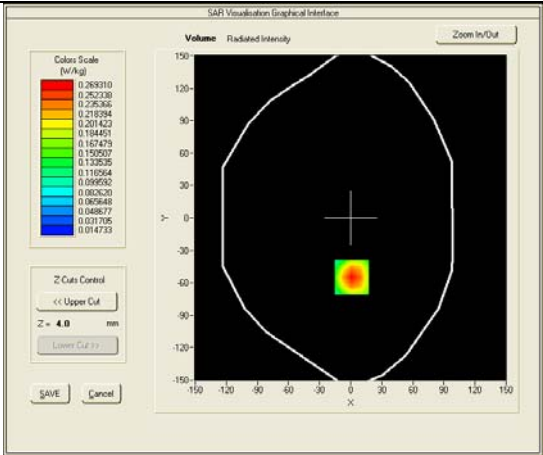 SAR Visualisation Graphical Interface
Volume Radiated Intensity
Zoom In/Out
Colors Scale
(W/kg)
0.269310
0.252338
0.235366
0.218394
0.201423
0.184451
0.167479
0.150507
0.133535
0.116564
0.099592
0.082620
0.065648
0.048677
0.031705
0.014733
Z Cuts Control
<< Upper Cut
Z = 4.0 mm
Lower Cut >>
SAVE Cancel
150-
120-
90-
60-
30-
0-
-30-
-60-
-90-
-120-
-150-
Y
-150 -120 -90 -60 -30 0 30 60 90 120 150
X